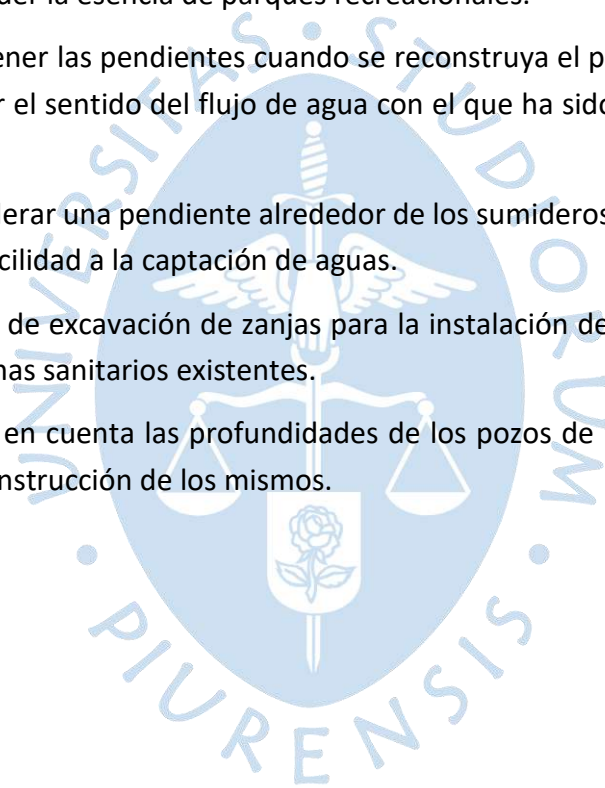 der la esencia de parques recreacionales.
ener las pendientes cuando se reconstruya el p
r el sentido del flujo de agua con el que ha sido
erar una pendiente alrededor de los sumideros
cilidad a la captación de aguas.
de excavación de zanjas para la instalación de
nas sanitarios existentes.
en cuenta las profundidades de los pozos de
nstrucción de los mismos.
UNIVERSITAS • STUDIORUM • PIURENSIS •